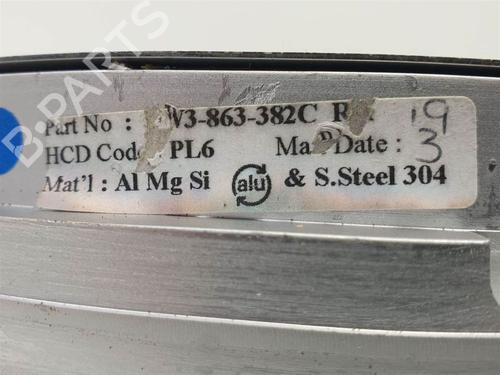 B-PARTS
Part No : W3-863-382C
19
HCD Code PL6 Man Date : 3
Mat'l : Al Mg Si alu & S.Steel 304